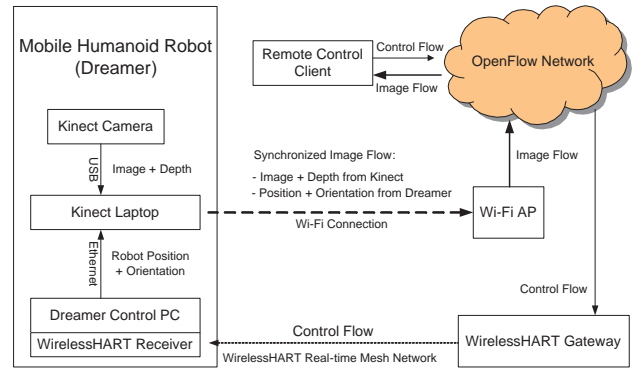 Mobile Humanoid Robot
(Dreamer)
Kinect Camera
USB
Image + Depth
Kinect Laptop
Ethernet
Robot Position
+ Orientation
Dreamer Control PC
WirelessHART Receiver
Remote Control
Client
Control Flow
Image Flow
OpenFlow Network
Synchronized Image Flow:
- Image + Depth from Kinect
- Position + Orientation from Dreamer
Wi-Fi Connection
Image Flow
Wi-Fi AP
Control Flow
Control Flow
WirelessHART Real-time Mesh Network
WirelessHART Gateway